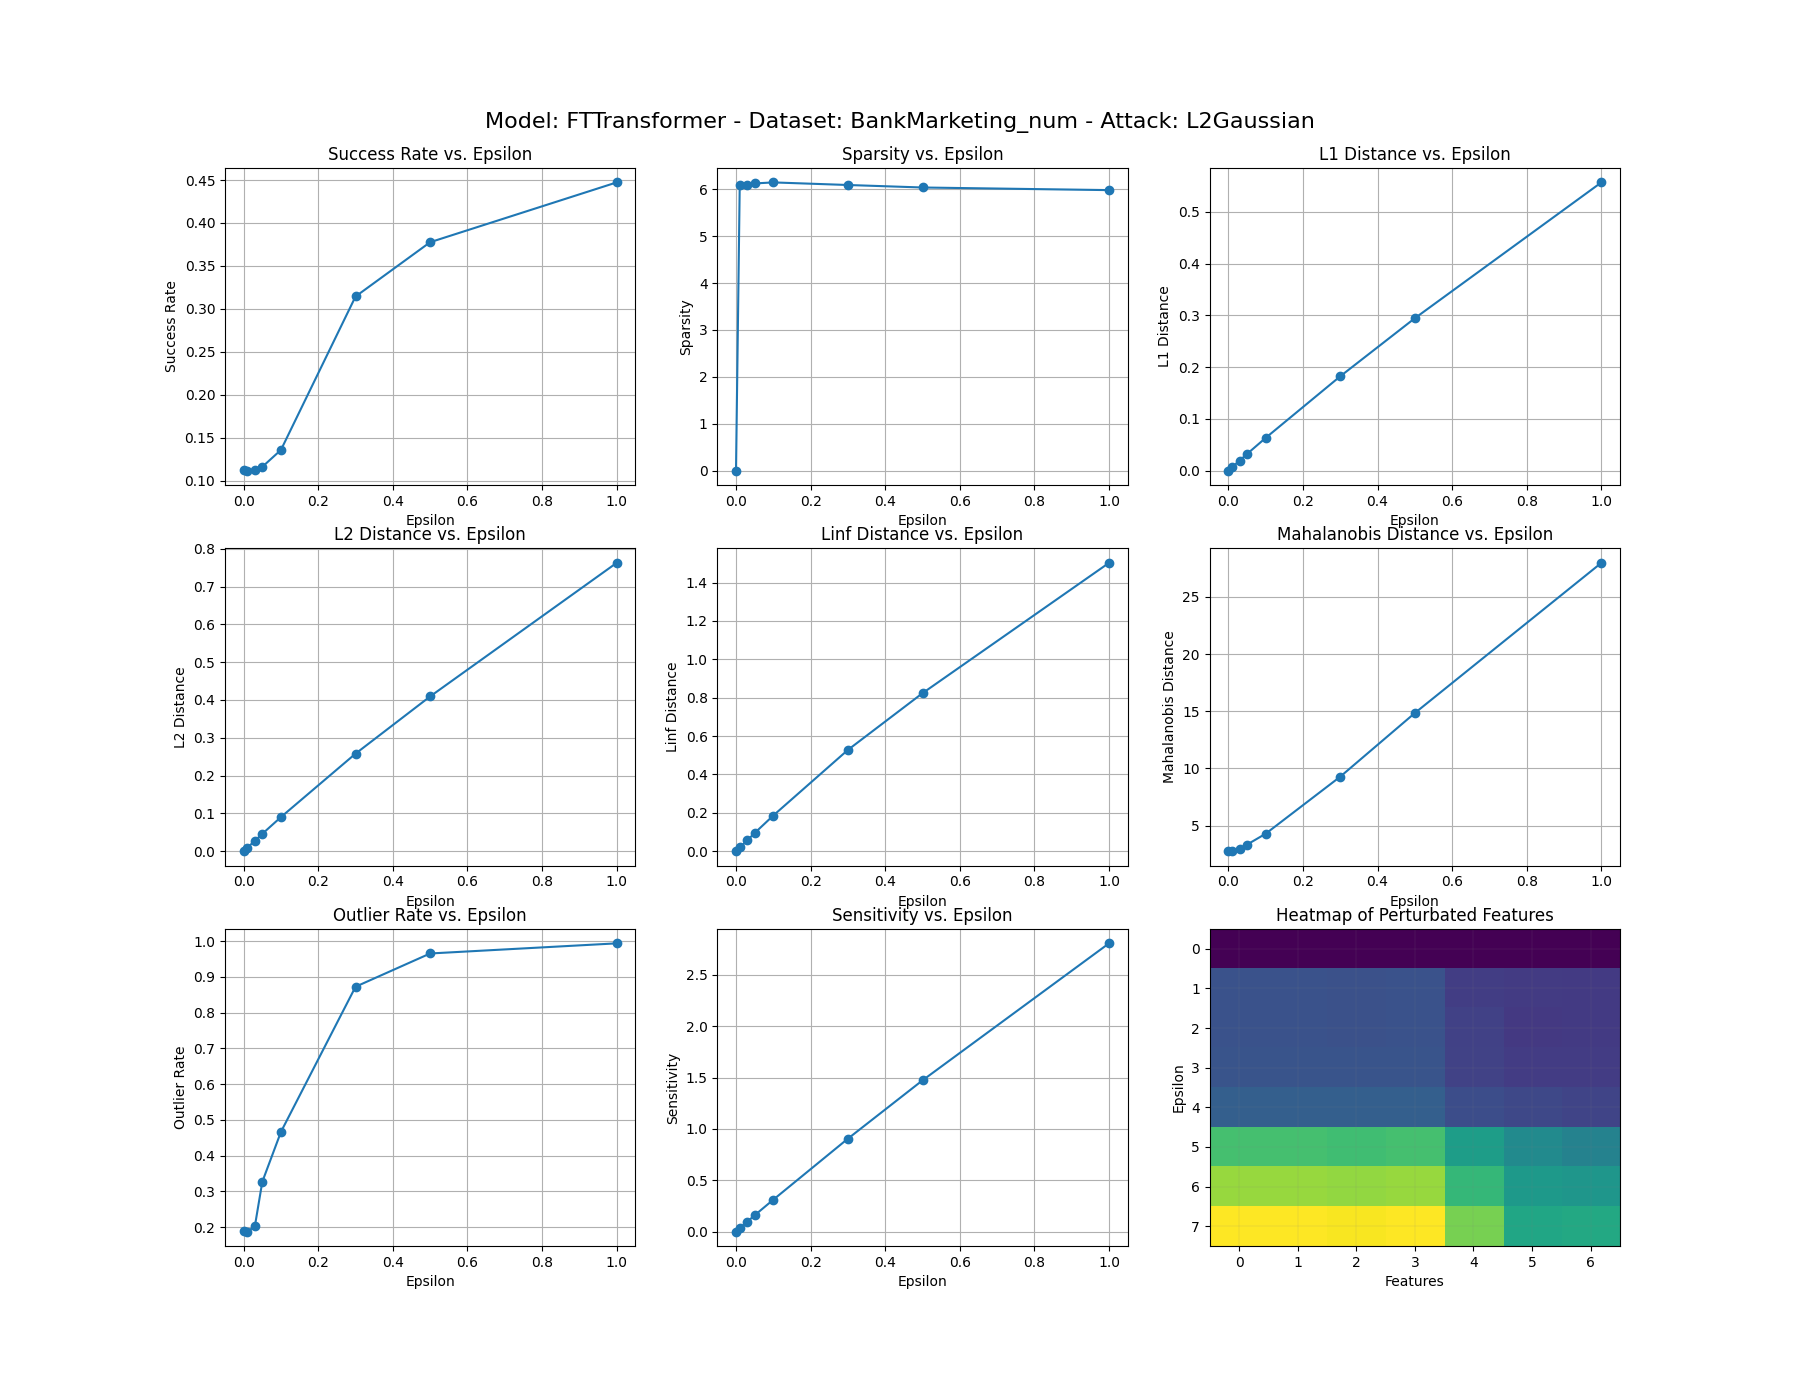 Model: FTTransformer - Dataset: BankMarketing_num - Attack: L2Gaussian
Success Rate vs. Epsilon
Success Rate
0.45
0.40
0.35
0.30
0.25
0.20
0.15
0.10
0.0 0.2 0.4 0.6 0.8 1.0
Epsilon
Sparsity vs. Epsilon
Sparsity
6
5
4
3
2
1
0
0.0 0.2 0.4 0.6 0.8 1.0
Epsilon
L1 Distance vs. Epsilon
L1 Distance
0.5
0.4
0.3
0.2
0.1
0.0
0.0 0.2 0.4 0.6 0.8 1.0
Epsilon
L2 Distance vs. Epsilon
L2 Distance
0.8
0.7
0.6
0.5
0.4
0.3
0.2
0.1
0.0
0.0 0.2 0.4 0.6 0.8 1.0
Epsilon
Linf Distance vs. Epsilon
Linf Distance
1.4
1.2
1.0
0.8
0.6
0.4
0.2
0.0
0.0 0.2 0.4 0.6 0.8 1.0
Epsilon
Mahalanobis Distance vs. Epsilon
Mahalanobis Distance
25
20
15
10
5
0.0 0.2 0.4 0.6 0.8 1.0
Epsilon
Outlier Rate vs. Epsilon
Outlier Rate
1.0
0.9
0.8
0.7
0.6
0.5
0.4
0.3
0.2
0.0 0.2 0.4 0.6 0.8 1.0
Epsilon
Sensitivity vs. Epsilon
Sensitivity
2.5
2.0
1.5
1.0
0.5
0.0
0.0 0.2 0.4 0.6 0.8 1.0
Epsilon
Heatmap of Perturbated Features
Epsilon
0
1
2
3
4
5
6
7
0 1 2 3 4 5 6
Features